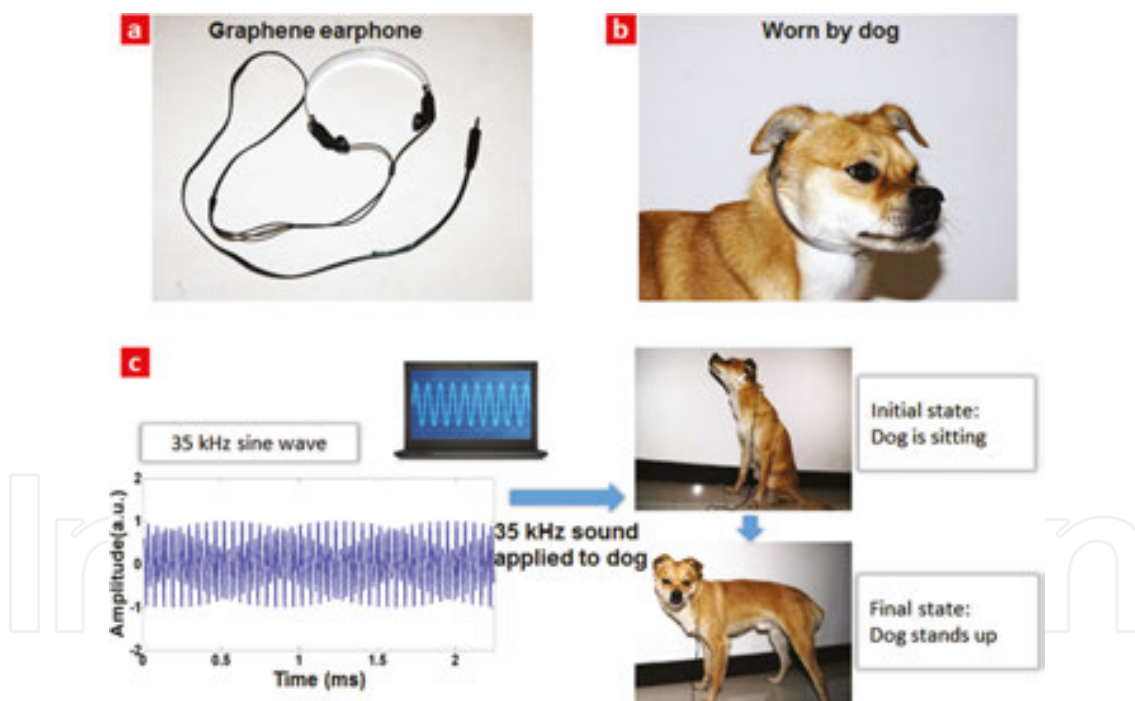 a
Graphene earphone
b
Worn by dog
c
35 kHz sine wave
2
1
0
-1
-2
Amplitude(a.u.)
0
0.5
1
1.5
2
Time (ms)
35 kHz sound
applied to dog
Initial state:
Dog is sitting
Final state:
Dog stands up